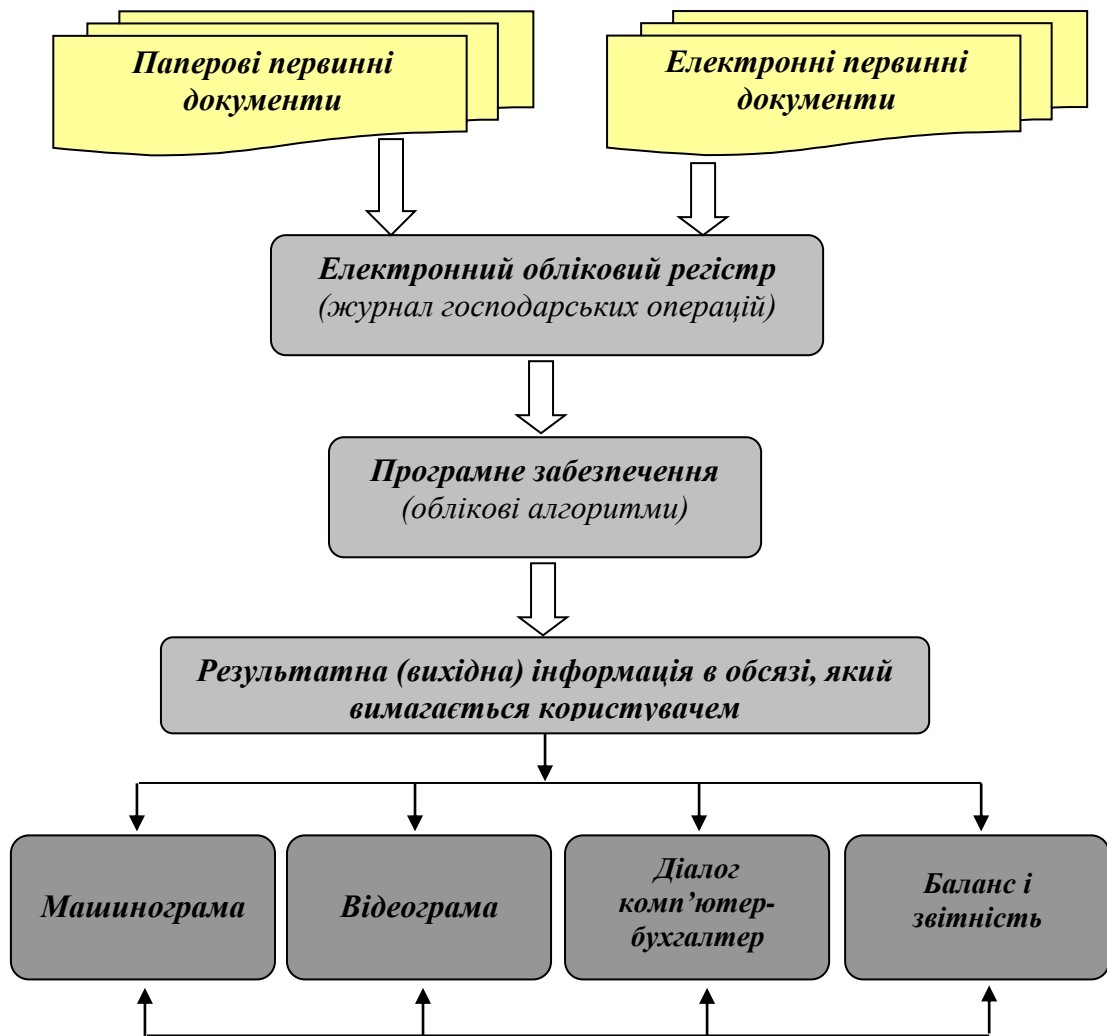 Паперові первинні
документи
Електронні первинні
документи
Електронний обліковий регістр
(журнал господарських операцій)
Програмне забезпечення
(облікові алгоритми)
Результатна (вихідна) інформація в обсязі, який
вимагається користувачем
Машинограма
Відеограма
Діалог
комп’ютер-
бухгалтер
Баланс і
звітність